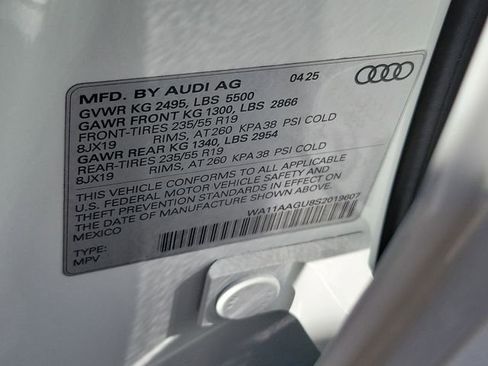 MFD. BY AUDI AG 04 25
GVWR KG 2495, LBS 5500
GAWR FRONT KG 1300, LBS 2866
FRONT-TIRES 235/55 R19
8JX19 RIMS, AT 260 KPA 38 PSI COLD
GAWR REAR KG 1340, LBS 2954
REAR-TIRES 235/55 R19
8JX19 RIMS, AT 260 KPA 38 PSI COLD
THIS VEHICLE CONFORMS TO ALL APPLICABLE
U.S. FEDERAL MOTOR VEHICLE SAFETY AND
THEFT PREVENTION STANDARDS IN EFFECT ON
THE DATE OF MANUFACTURE SHOWN ABOVE.
MEXICO
WA11AAGU8S2019607
TYPE:
MPV